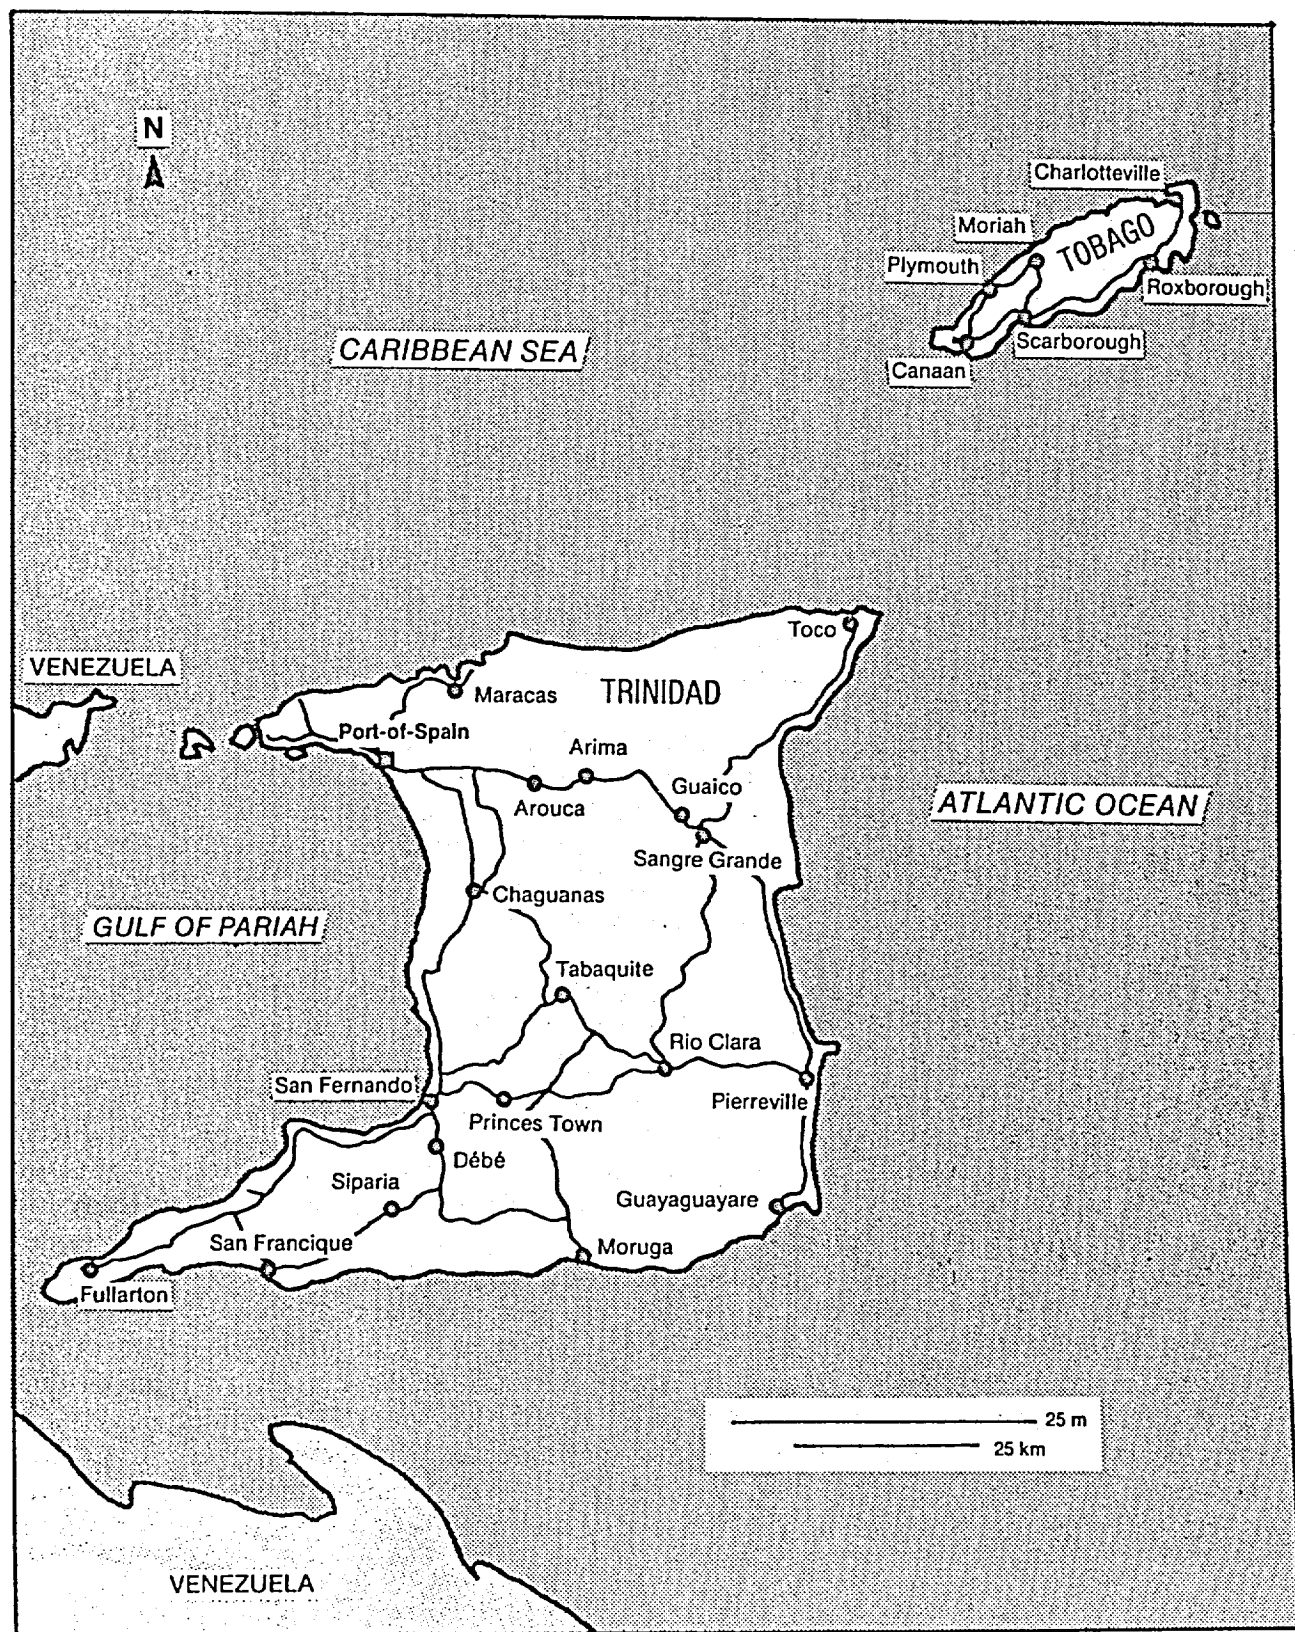 N
Charlotteville
Moriah
TOBAGO
Plymouth
Roxborough
Scarborough
Canaan
CARIBBEAN SEA
Toco
VENEZUELA
Maracas
TRINIDAD
Port-of-Spain
Arima
Guaico
Arouca
ATLANTIC OCEAN
Sangre Grande
Chaguanas
GULF OF PARIAH
Tabaquite
Rio Clara
San Fernando
Pierreville
Princes Town
Débé
Siparia
Guayaguayare
San Francique
Moruga
Fullarton
25 m
25 km
VENEZUELA